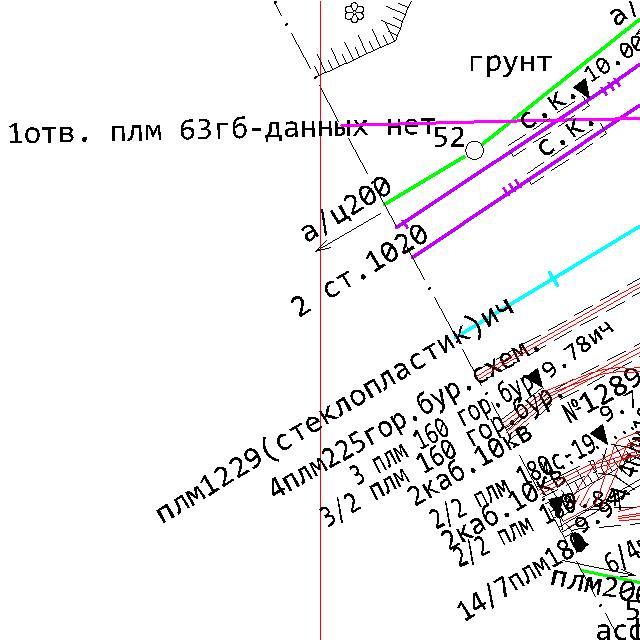 а/
грунт
10.00
с.к.
1отв. плм 63гб-данных нет
52
с.к.
а/ц200
2 ст.1020
плм1229(стеклопластик)ич
9.78ич
4плм225гор.бур.схем.
3 плм 160 гор.бур.
№1289
3/2 плм 160 гор.бур.
2каб.10кв
2/2 плм 180
2каб.10кв
2/2 плм 180
14/7плм180
6/4
плм20